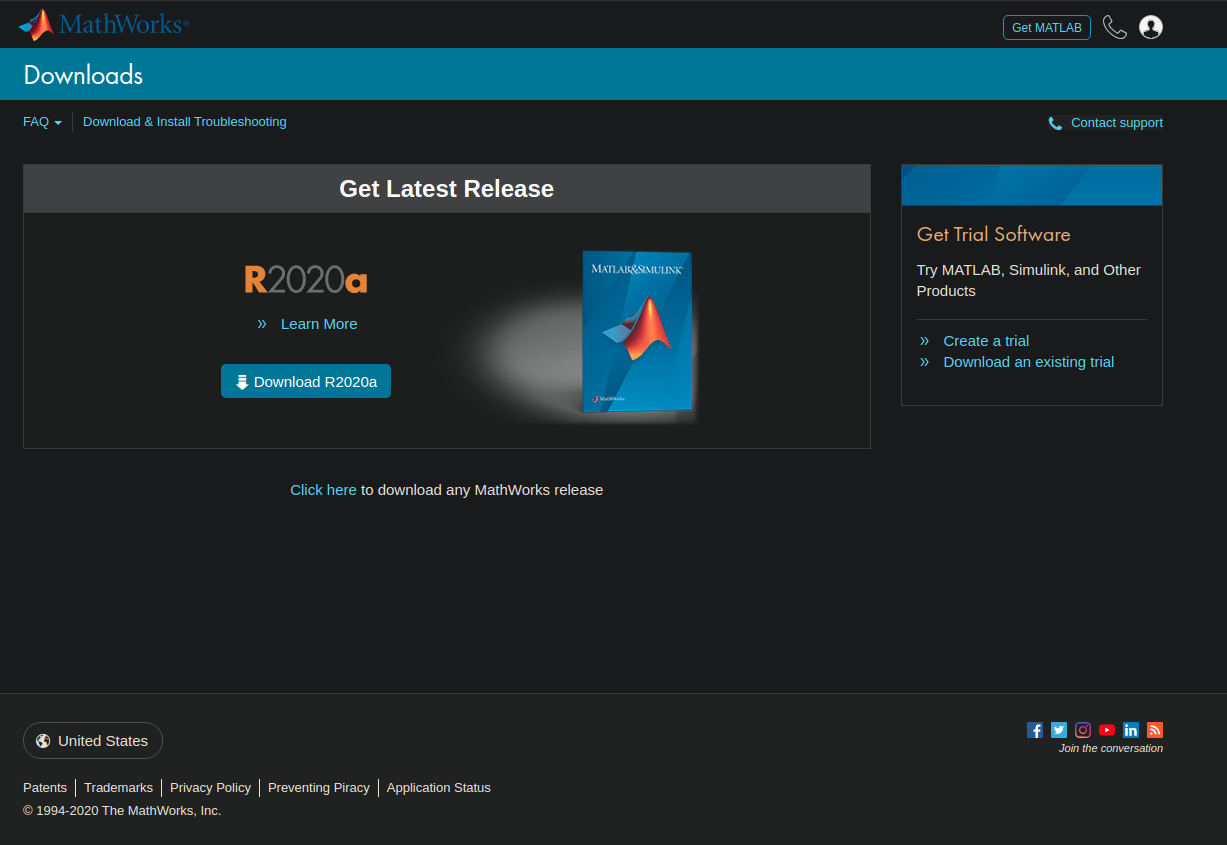 MathWorks®
Get MATLAB
Downloads
FAQ
Download & Install Troubleshooting
Contact support
Get Latest Release
R2020a
» Learn More
Download R2020a
MATLAB&SIMULINK®
MathWorks
Click here to download any MathWorks release
Get Trial Software
Try MATLAB, Simulink, and Other
Products
» Create a trial
» Download an existing trial
United States
Join the conversation
Patents
Trademarks
Privacy Policy
Preventing Piracy
Application Status
© 1994-2020 The MathWorks, Inc.